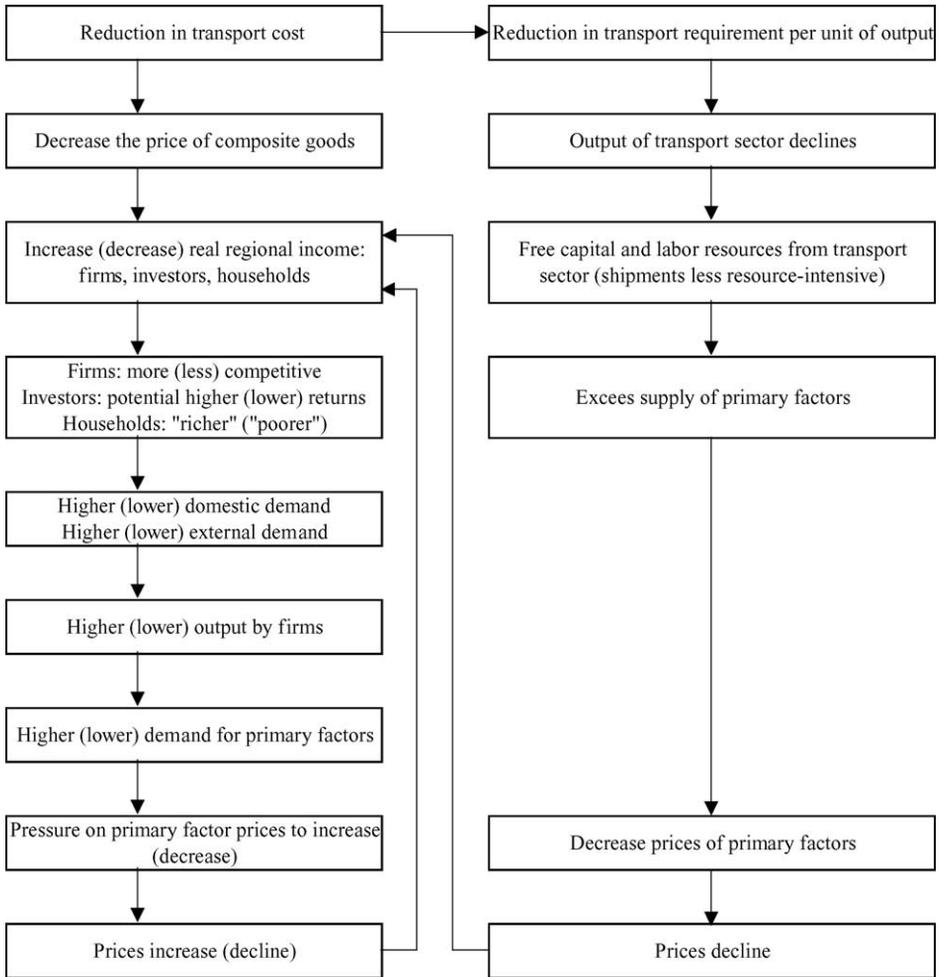 Reduction in transport cost
Reduction in transport requirement per unit of output
Decrease the price of composite goods
Output of transport sector declines
Increase (decrease) real regional income:
firms, investors, households
Free capital and labor resources from transport
sector (shipments less resource-intensive)
Firms: more (less) competitive
Investors: potential higher (lower) returns
Households: "richer" ("poorer")
Excees supply of primary factors
Higher (lower) domestic demand
Higher (lower) external demand
Higher (lower) output by firms
Higher (lower) demand for primary factors
Pressure on primary factor prices to increase
(decrease)
Decrease prices of primary factors
Prices increase (decline)
Prices decline